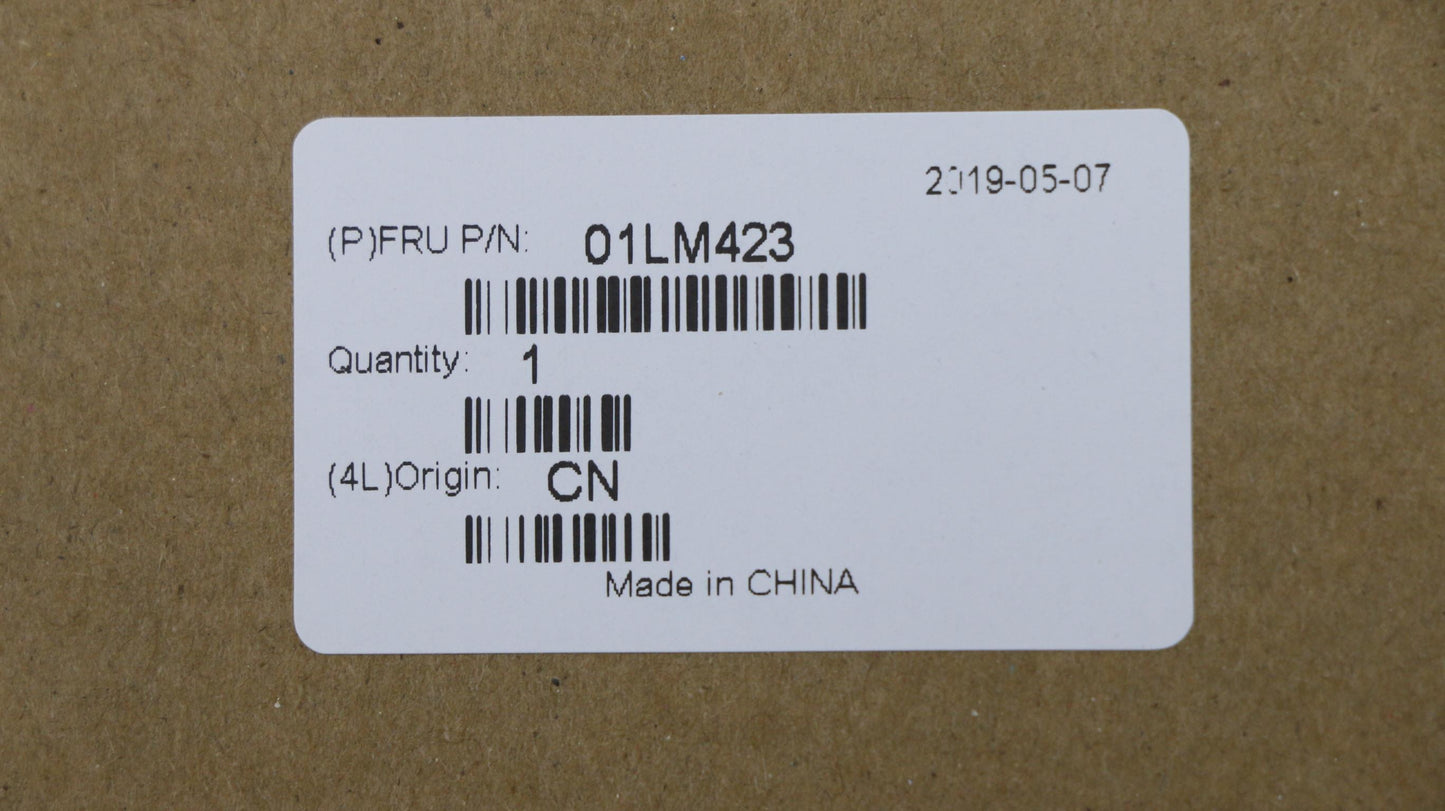 2019-05-07
(P)FRU P/N: 01LM423
Quantity: 1
(4L)Origin: CN
Made in CHINA